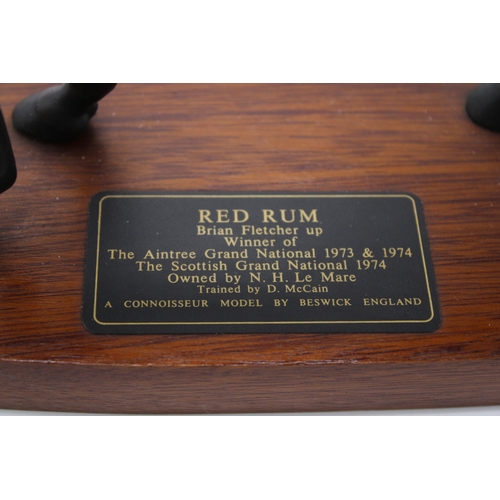 RED RUM
Brian Fletcher up
Winner of
The Aintree Grand National 1973 & 1974
The Scottish Grand National 1974
Owned by N. H. Le Mare
Trained by D. McCain
A CONNOISSEUR MODEL BY BESWICK ENGLAND